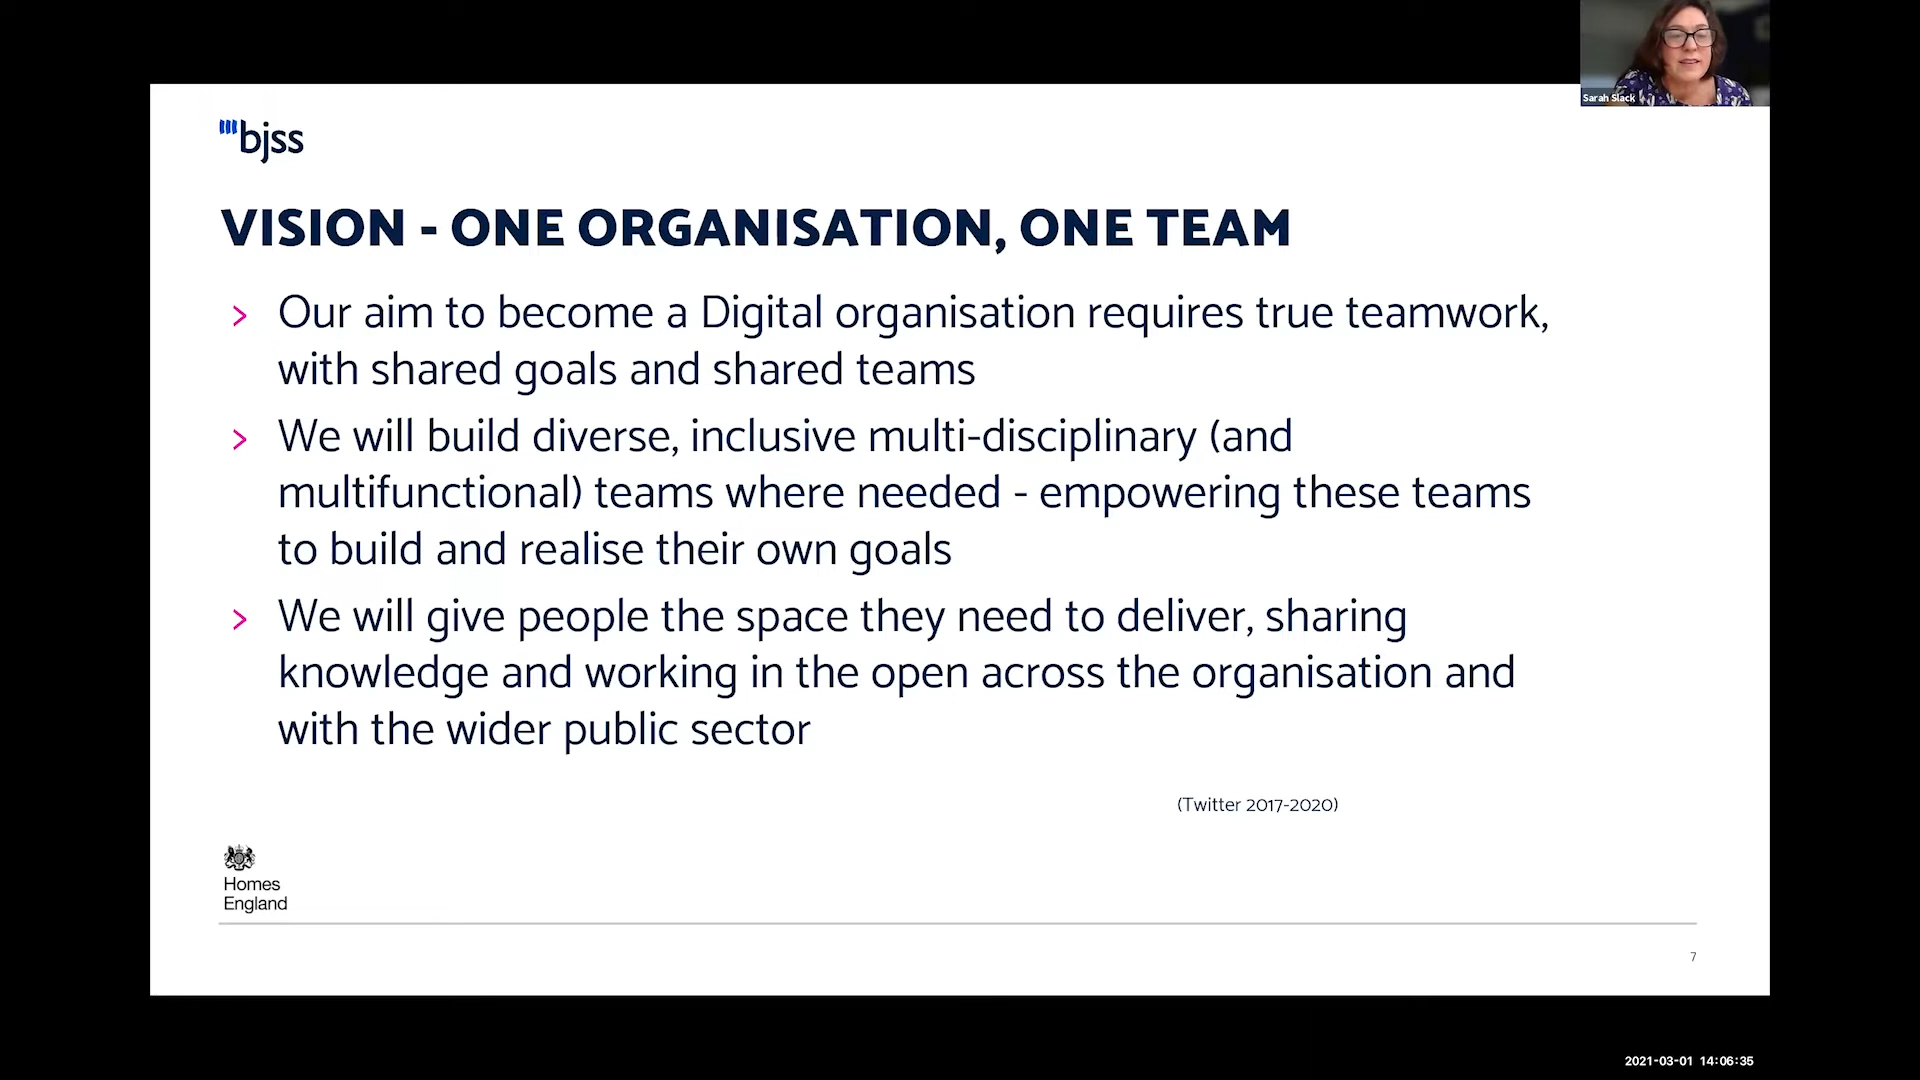 Sarah Slack
bjss
VISION - ONE ORGANISATION, ONE TEAM
> Our aim to become a Digital organisation requires true teamwork,
with shared goals and shared teams
> We will build diverse, inclusive multi-disciplinary (and
multifunctional) teams where needed - empowering these teams
to build and realise their own goals
> We will give people the space they need to deliver, sharing
knowledge and working in the open across the organisation and
with the wider public sector
(Twitter 2017-2020)
Homes
England
7
2021-03-01 14:06:35